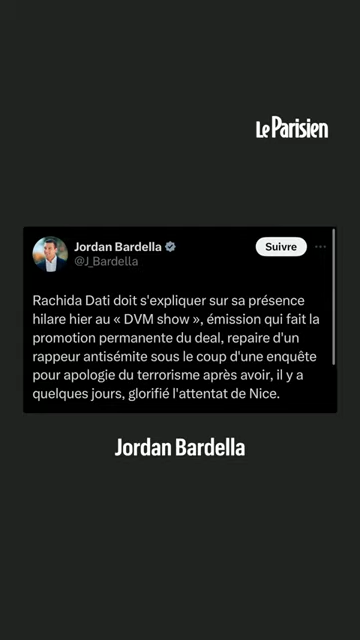 Le Parisien
Jordan Bardella
@J_Bardella
Suivre
Rachida Dati doit s'expliquer sur sa présence
hilare hier au « DVM show », émission qui fait la
promotion permanente du deal, repaire d'un
rappeur antisémite sous le coup d'une enquête
pour apologie du terrorisme après avoir, il y a
quelques jours, glorifié l'attentat de Nice.
Jordan Bardella